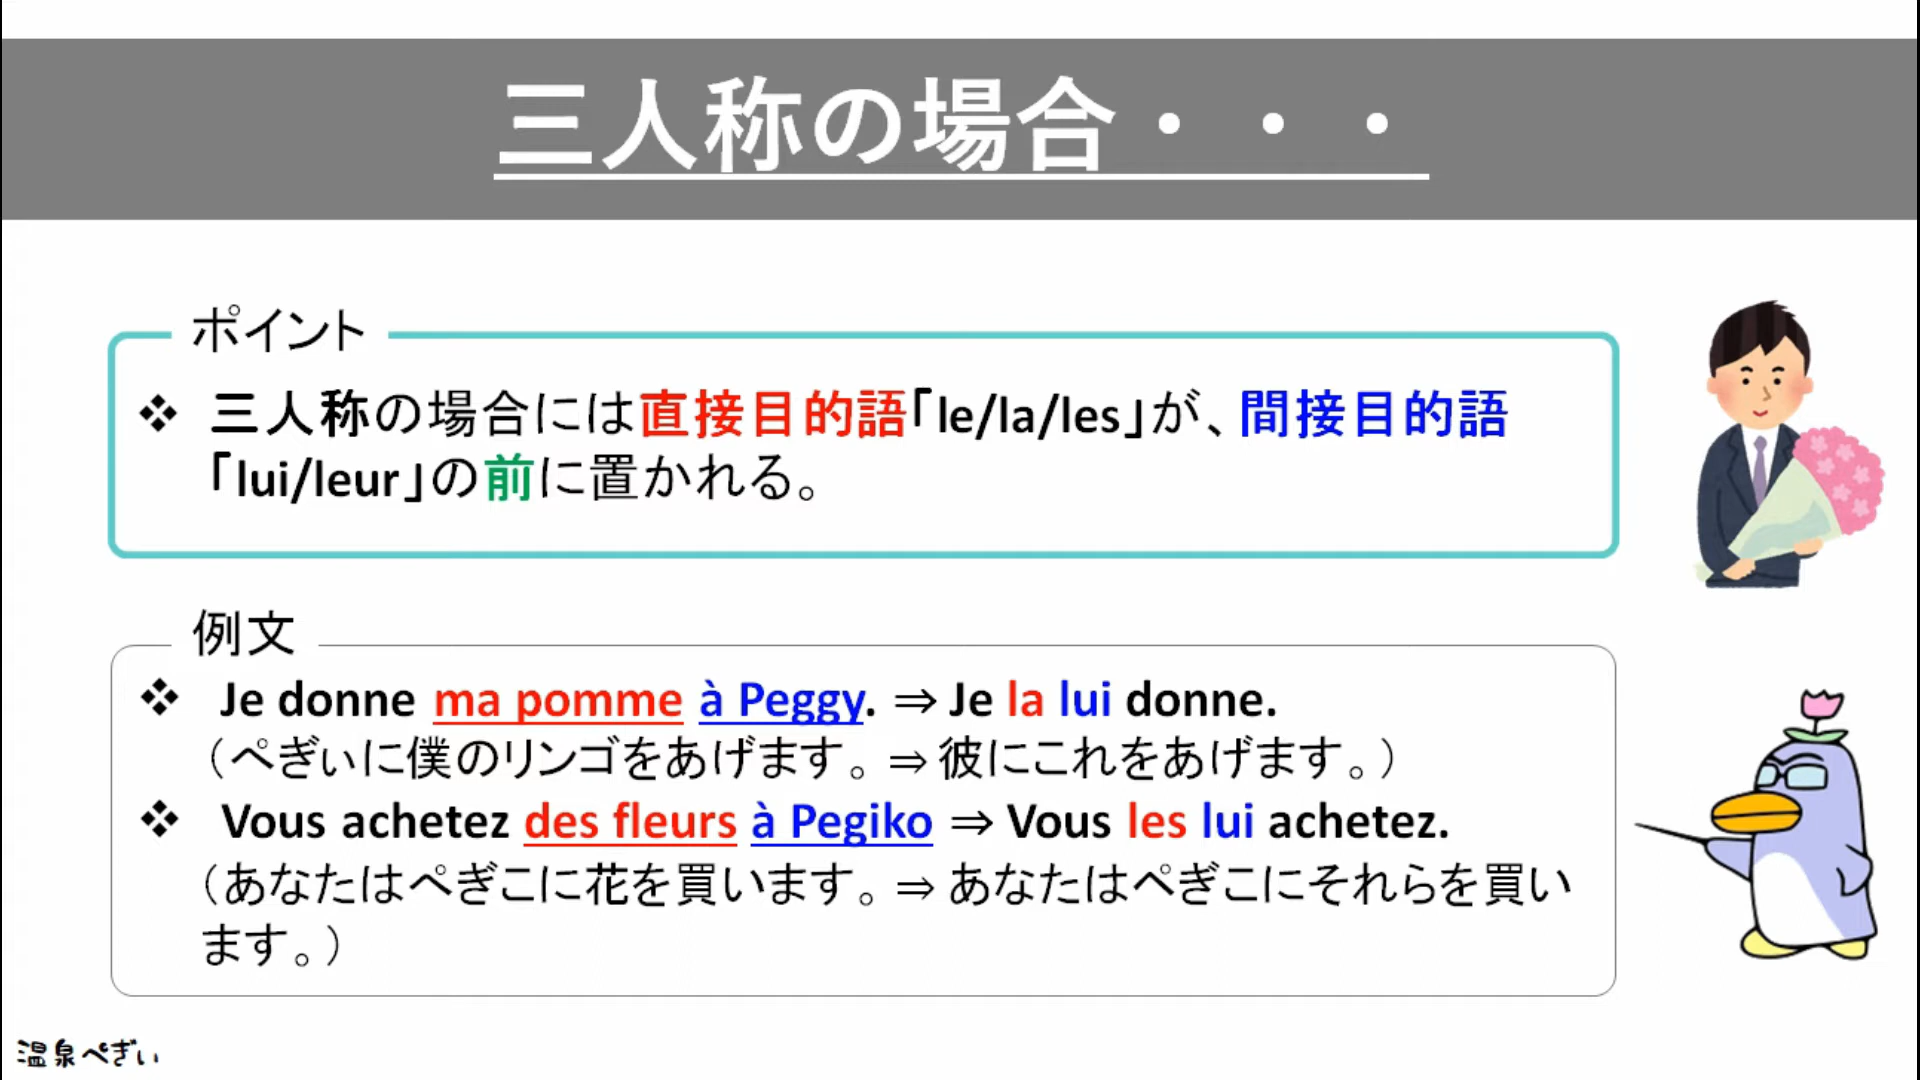 三人称の場合・・・
ポイント
❖ 三人称の場合には直接目的語「le/la/les」が、間接目的語
「lui/leur」の前に置かれる。
例文
❖ Je donne ma pomme à Peggy. ⇒ Je la lui donne.
（ぺぎぃに僕のリンゴをあげます。⇒ 彼にこれをあげます。）
❖ Vous achetez des fleurs à Pegiko ⇒ Vous les lui achetez.
（あなたはぺぎこに花を買います。⇒ あなたはぺぎこにそれらを買い
ます。）
温泉ぺぎぃ